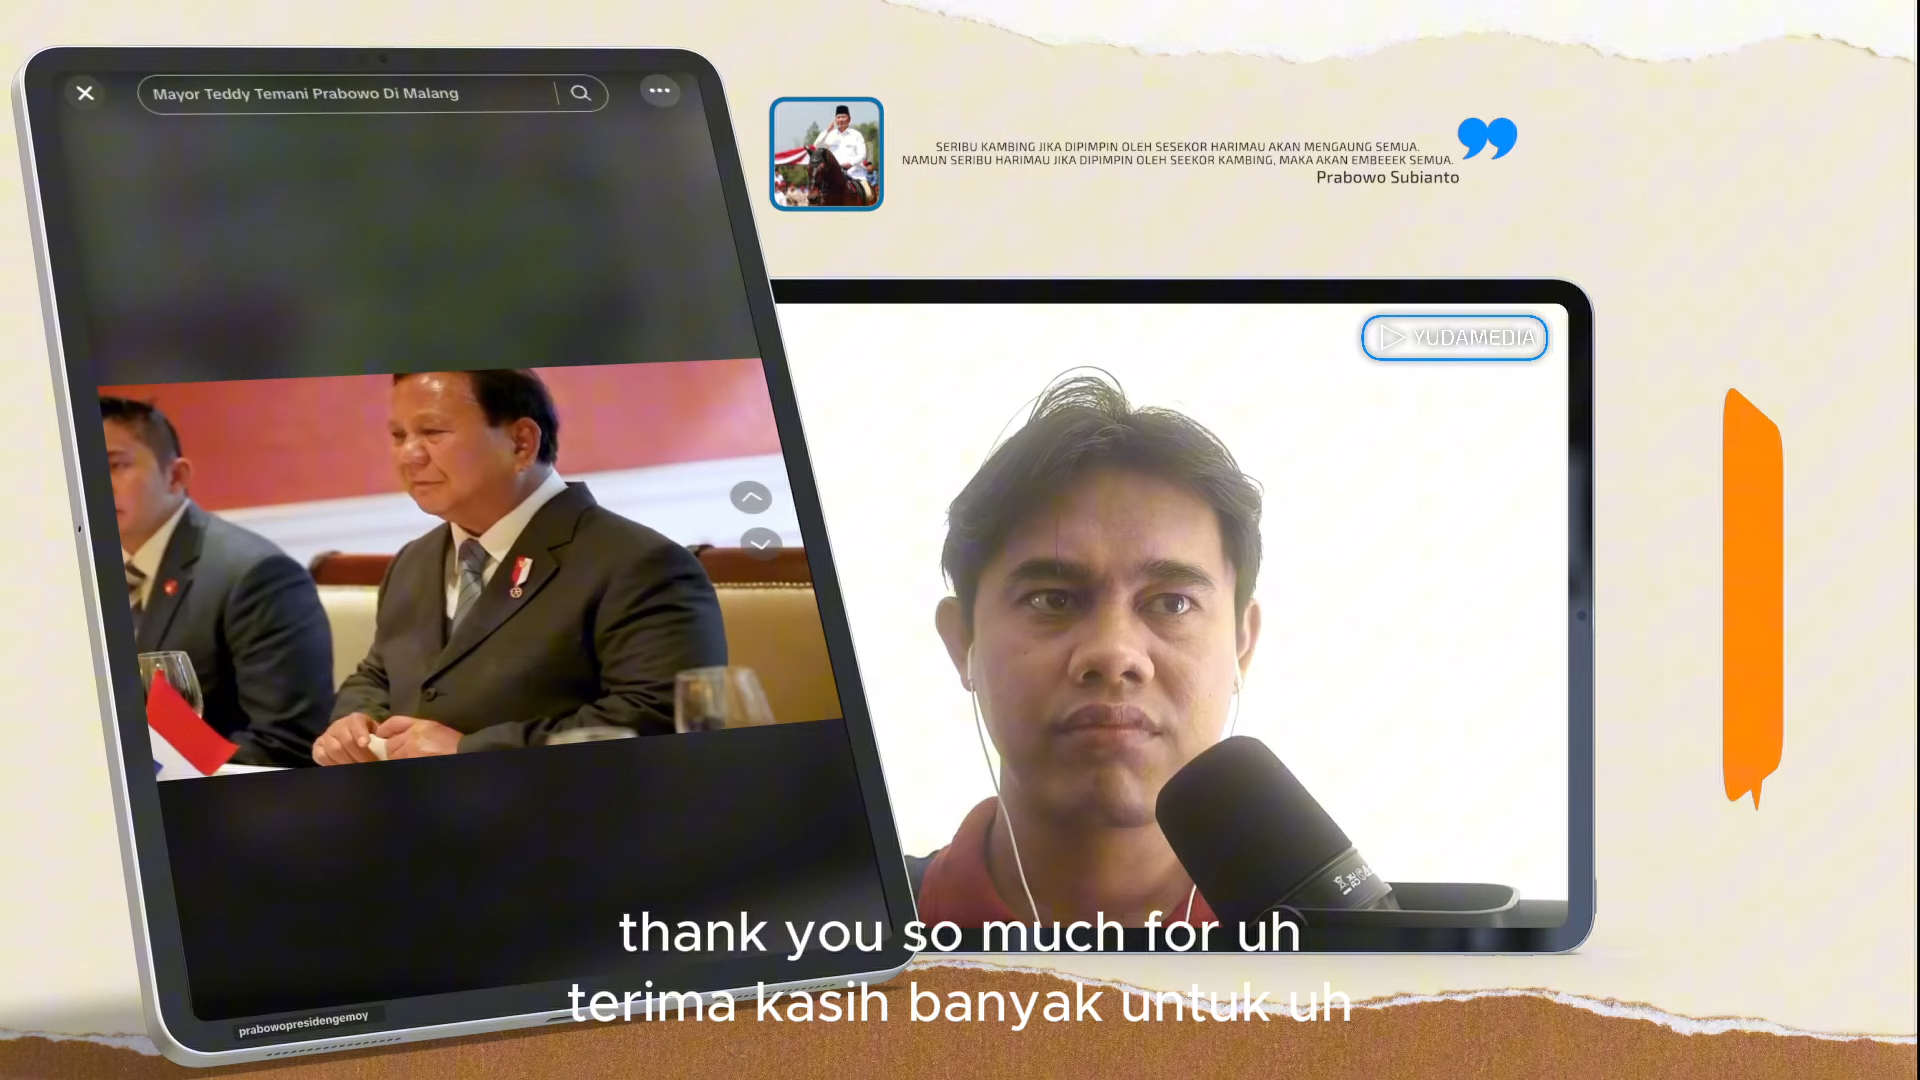 Mayor Teddy Temani Prabowo Di Malang
SERIBU KAMBING JIKA DIPIMPIN OLEH SESEKOR HARIMAU AKAN MENGAUNG SEMUA.
NAMUN SERIBU HARIMAU JIKA DIPIMPIN OLEH SEEKOR KAMBING, MAKA AKAN EMBEEEK SEMUA.
Prabowo Subianto
YUDAMEDIA
thank you so much for uh
terima kasih banyak untuk uh
prabowopresidengemoy